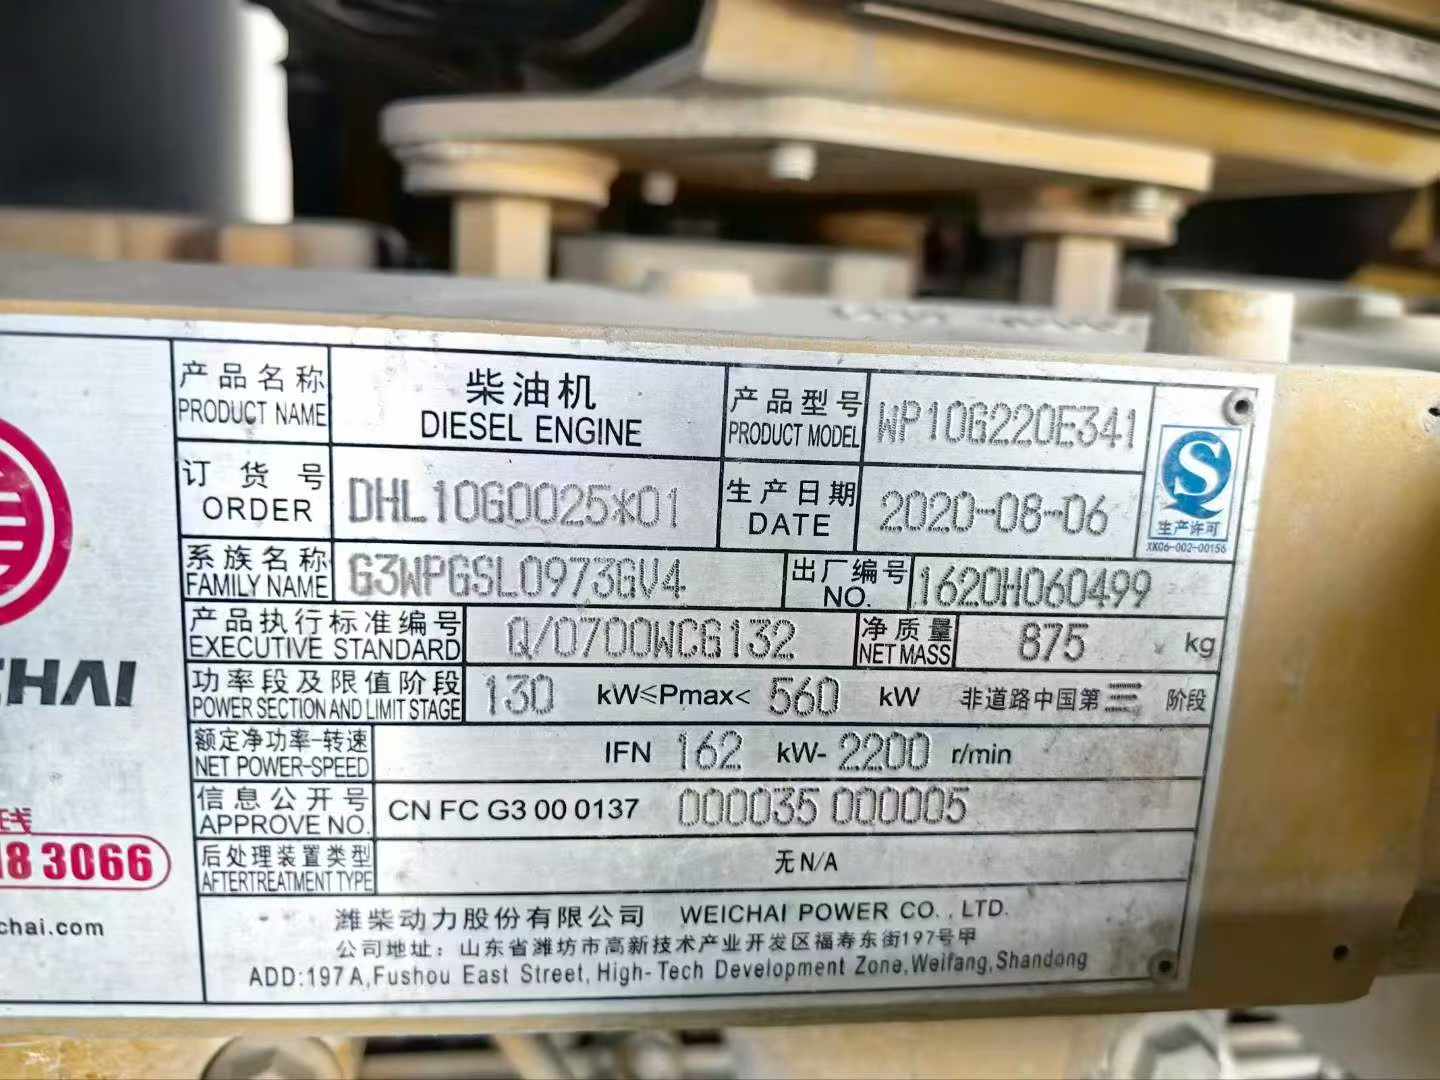 产品名称
PRODUCT NAME
柴油机
DIESEL ENGINE
产品型号
PRODUCT MODEL
WP10G220E341
订货号
ORDER
DHL10G0025*01
生产日期
DATE
2020-08-06
S
生产许可
XK06-002-00156
系族名称
FAMILY NAME
G3WPGSL0973GV4
出厂编号
NO.
1620H060499
产品执行标准编号
EXECUTIVE STANDARD
Q/0700WCG132
净质量
NET MASS
875 kg
功率段及限值阶段
POWER SECTION AND LIMIT STAGE
130 kW≤Pmax< 560 kW 非道路中国第三阶段
额定净功率-转速
NET POWER-SPEED
IFN 162 kW- 2200 r/min
信息公开号
APPROVE NO.
CN FC G3 00 0137 000035 000005
后处理装置类型
AFTERTREATMENT TYPE
无N/A
潍柴动力股份有限公司 WEICHAI POWER CO., LTD.
公司地址：山东省潍坊市高新技术产业开发区福寿东街197号甲
ADD:197A,Fushou East Street,High-Tech Development Zone,Weifang,Shandong
CHAI
线
183066
chai.com